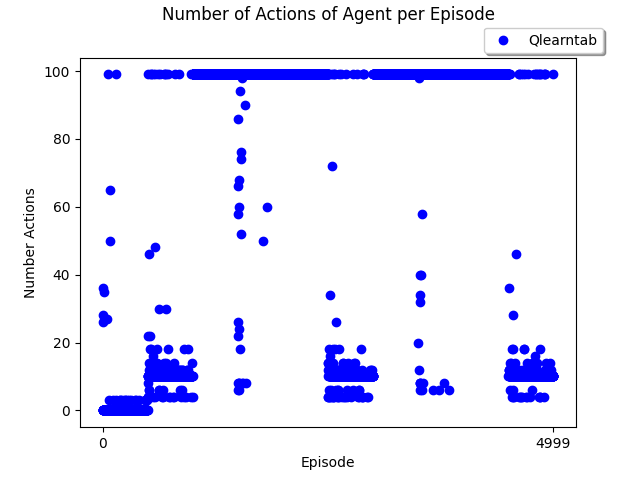 Number of Actions of Agent per Episode
Qlearntab
100
80
60
40
20
0
Number Actions
0 4999
Episode